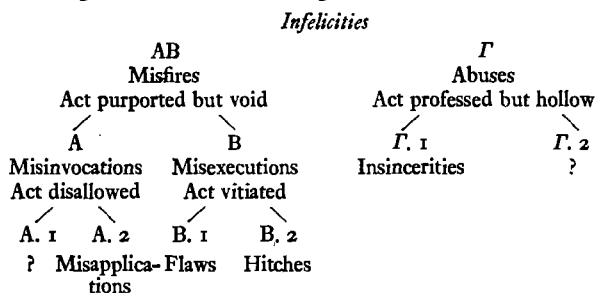 Infelicities
AB Γ
Misfires Abuses
Act purported but void Act professed but hollow
A B Γ. 1 Γ. 2
Misinvocations Misexecutions Insincerities ?
Act disallowed Act vitiated
A. 1 A. 2 B. 1 B. 2
? Misapplica- Flaws Hitches
tions